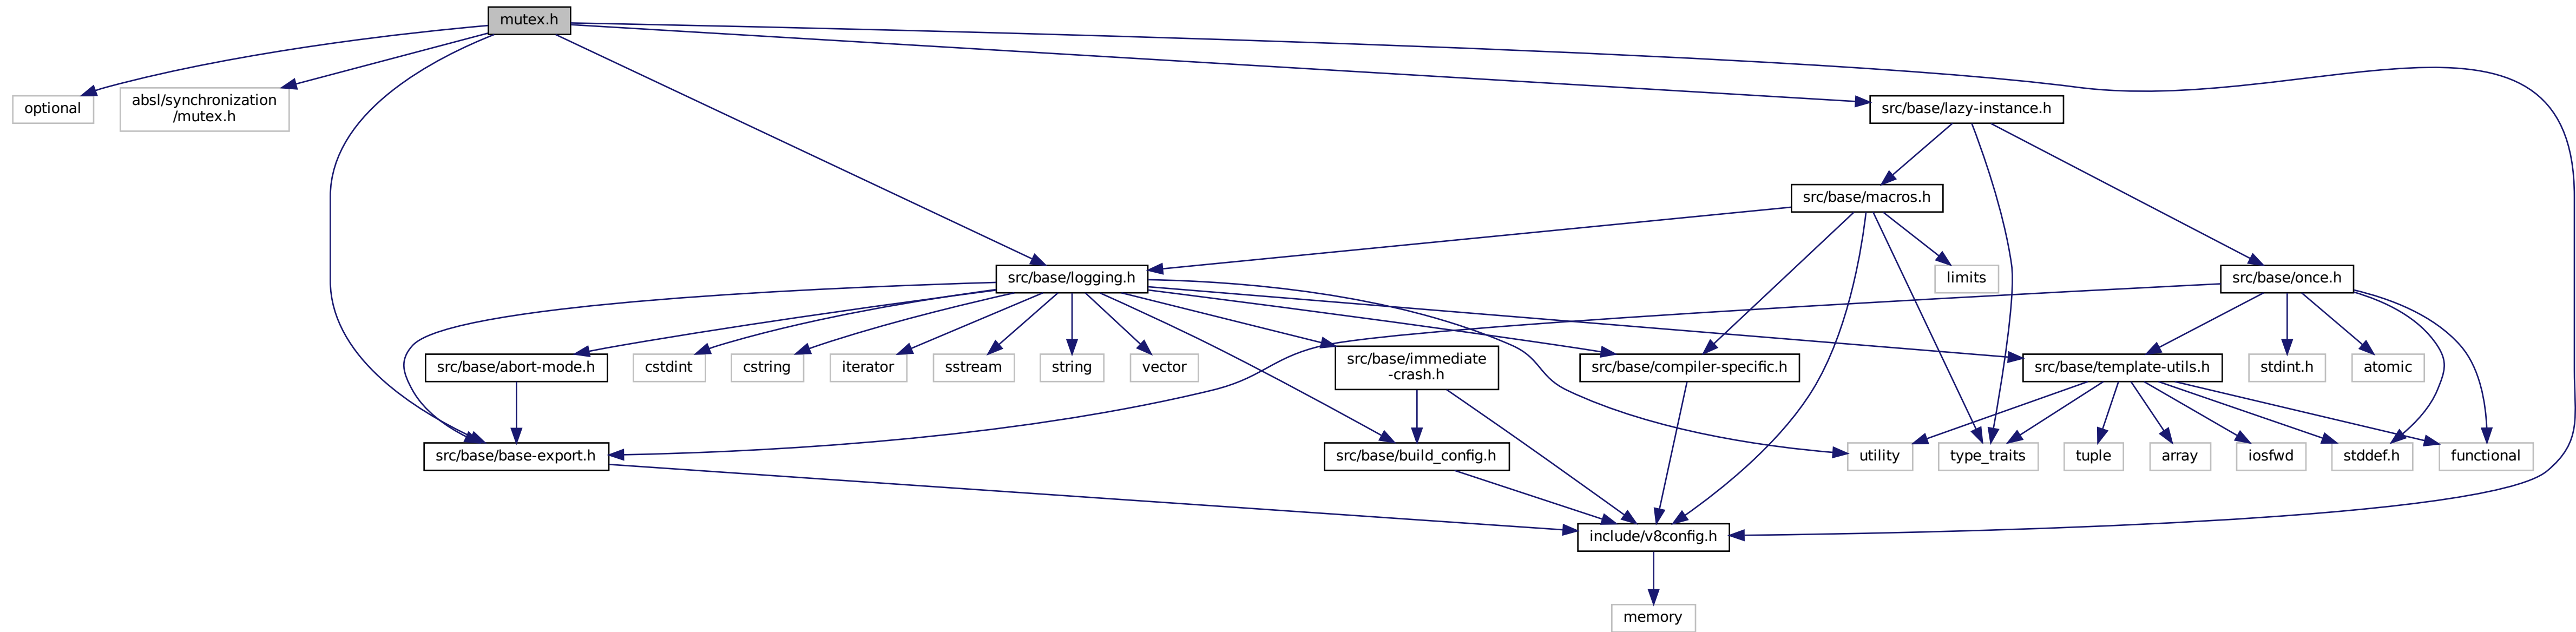 mutex.h
optional
absl/synchronization
/mutex.h
src/base/lazy-instance.h
src/base/macros.h
src/base/logging.h
limits
src/base/once.h
src/base/abort-mode.h
cstdint
cstring
iterator
sstream
string
vector
src/base/immediate
-crash.h
src/base/compiler-specific.h
src/base/template-utils.h
stdint.h
atomic
src/base/base-export.h
src/base/build_config.h
utility
type_traits
tuple
array
iosfwd
stddef.h
functional
include/v8config.h
memory